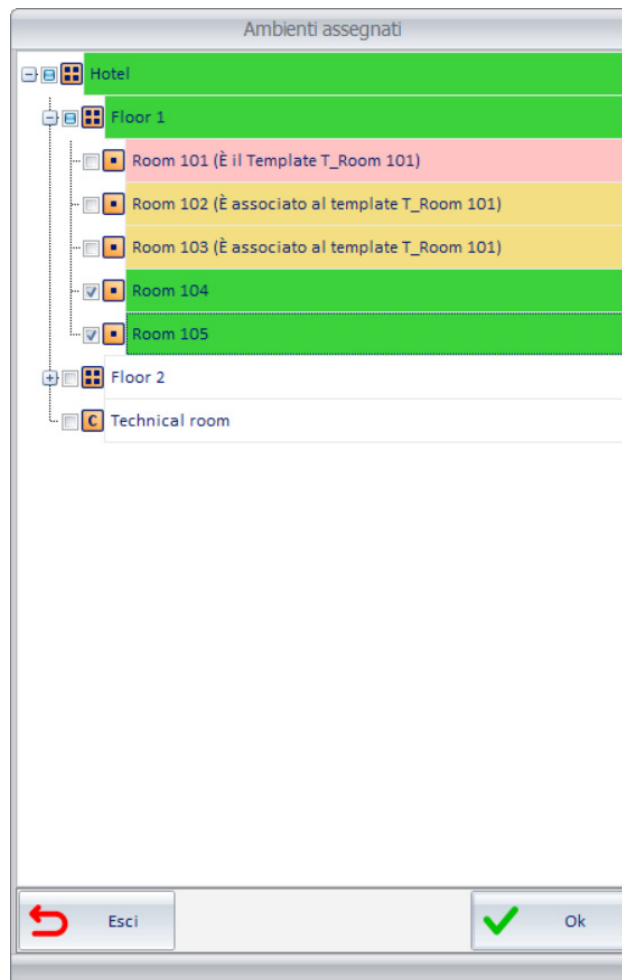 Ambienti assegnati
Hotel
Floor 1
Room 101 (È il Template T_Room 101)
Room 102 (È associato al template T_Room 101)
Room 103 (È associato al template T_Room 101)
Room 104
Room 105
Floor 2
C Technical room
Esci Ok